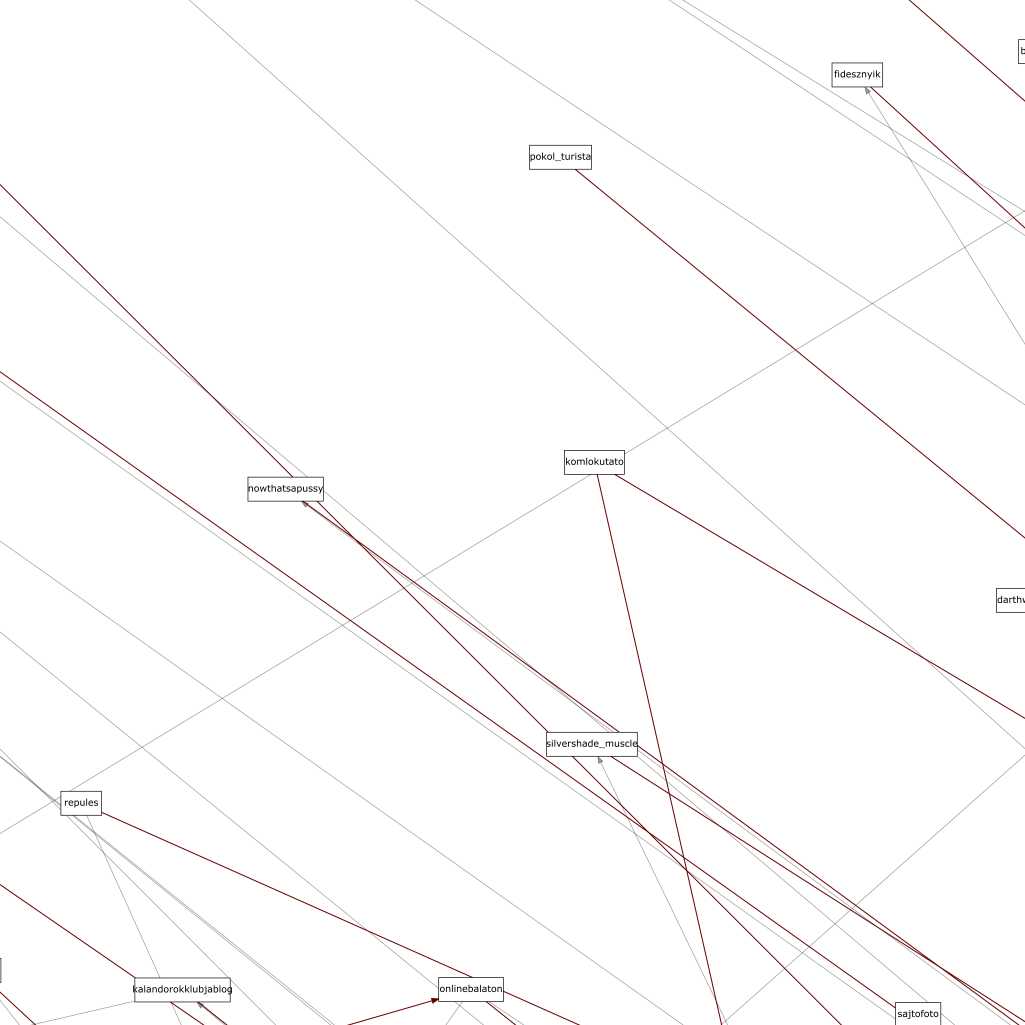 fidesznyik
pokol_turista
komlokutato
nowthatsapussy
silvershade_muscle
repules
kalandorokklubjablog
onlinebalaton
sajtofoto